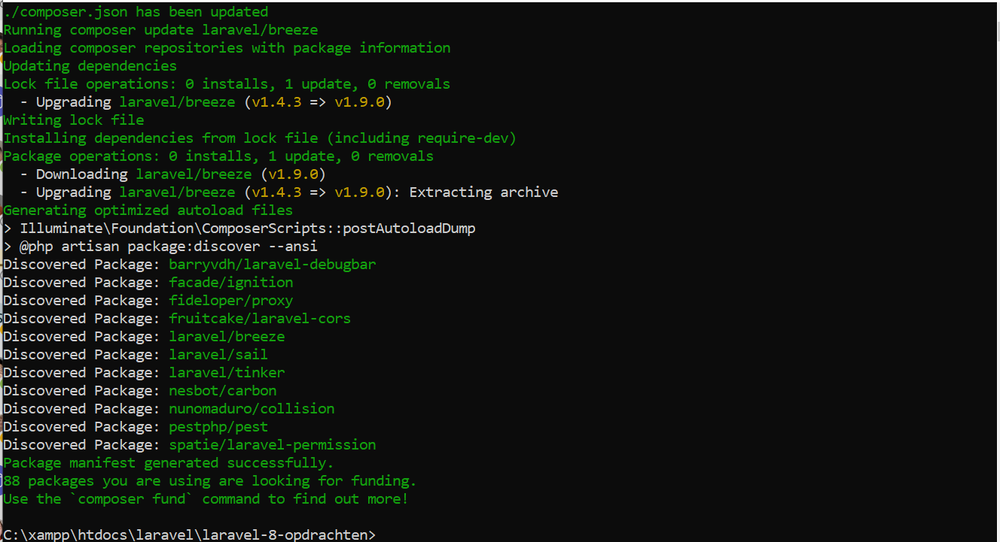 ./composer.json has been updated
Running composer update laravel/breeze
Loading composer repositories with package information
Updating dependencies
Lock file operations: 0 installs, 1 update, 0 removals
  - Upgrading laravel/breeze (v1.4.3 => v1.9.0)
Writing lock file
Installing dependencies from lock file (including require-dev)
Package operations: 0 installs, 1 update, 0 removals
  - Downloading laravel/breeze (v1.9.0)
  - Upgrading laravel/breeze (v1.4.3 => v1.9.0): Extracting archive
Generating optimized autoload files
> Illuminate\Foundation\ComposerScripts::postAutoloadDump
> @php artisan package:discover --ansi
Discovered Package: barryvdh/laravel-debugbar
Discovered Package: facade/ignition
Discovered Package: fideloper/proxy
Discovered Package: fruitcake/laravel-cors
Discovered Package: laravel/breeze
Discovered Package: laravel/sail
Discovered Package: laravel/tinker
Discovered Package: nesbot/carbon
Discovered Package: nunomaduro/collision
Discovered Package: pestphp/pest
Discovered Package: spatie/laravel-permission
Package manifest generated successfully.
88 packages you are using are looking for funding.
Use the `composer fund` command to find out more!
C:\xampp\htdocs\laravel\laravel-8-opdrachten>